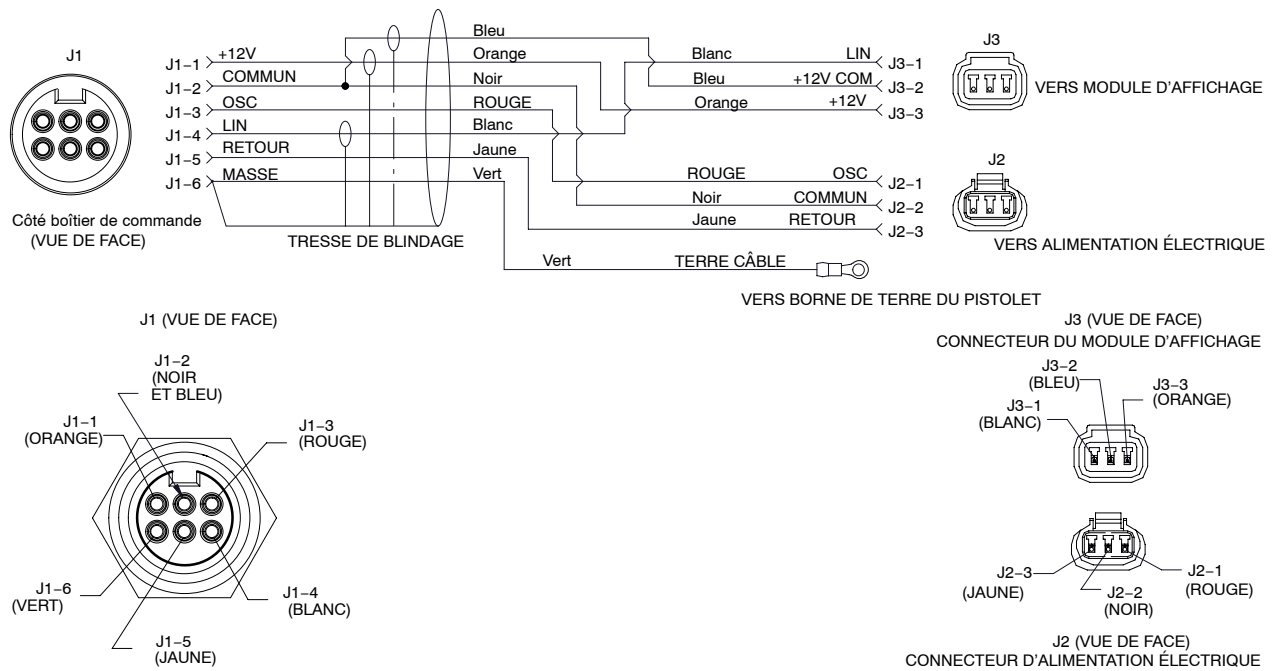 J1
J1−1
+12V
Bleu
Orange
J1−2
COMMUN
Noir
J1−3
OSC
ROUGE
J1−4
LIN
Blanc
J1−5
RETOUR
Jaune
J1−6
MASSE
Vert
Côté boîtier de commande
(VUE DE FACE)
TRESSE DE BLINDAGE
Blanc
LIN
J3−1
Bleu
+12V COM
J3−2
Orange
+12V
J3−3
J3
VERS MODULE D'AFFICHAGE
ROUGE
OSC
J2−1
Noir
COMMUN
J2−2
Jaune
RETOUR
J2−3
J2
VERS ALIMENTATION ÉLECTRIQUE
Vert
TERRE CÂBLE
VERS BORNE DE TERRE DU PISTOLET
J1 (VUE DE FACE)
J1−2
(NOIR
ET BLEU)
J1−1
(ORANGE)
J1−3
(ROUGE)
J1−6
(VERT)
J1−4
(BLANC)
J1−5
(JAUNE)
J3 (VUE DE FACE)
CONNECTEUR DU MODULE D'AFFICHAGE
J3−2
(BLEU)
J3−3
(ORANGE)
J3−1
(BLANC)
J2−3
(JAUNE)
J2−2
(NOIR)
J2−1
(ROUGE)
J2 (VUE DE FACE)
CONNECTEUR D'ALIMENTATION ÉLECTRIQUE